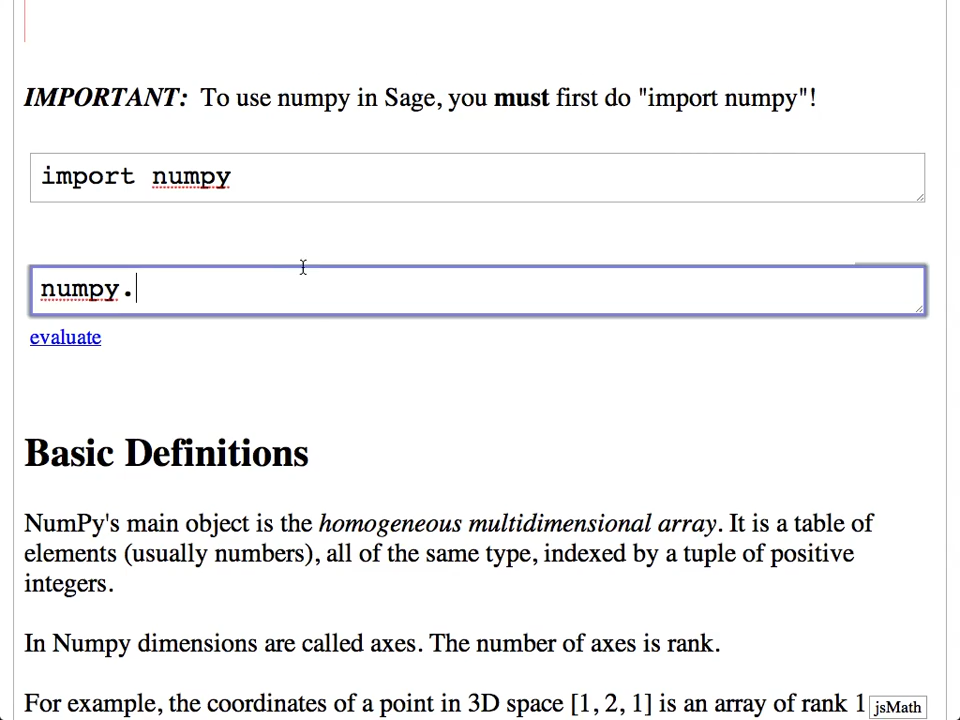 IMPORTANT: To use numpy in Sage, you must first do "import numpy"!
import numpy
numpy.
evaluate
Basic Definitions
NumPy's main object is the homogeneous multidimensional array. It is a table of
elements (usually numbers), all of the same type, indexed by a tuple of positive
integers.
In Numpy dimensions are called axes. The number of axes is rank.
For example, the coordinates of a point in 3D space [1, 2, 1] is an array of rank 1
jsMath